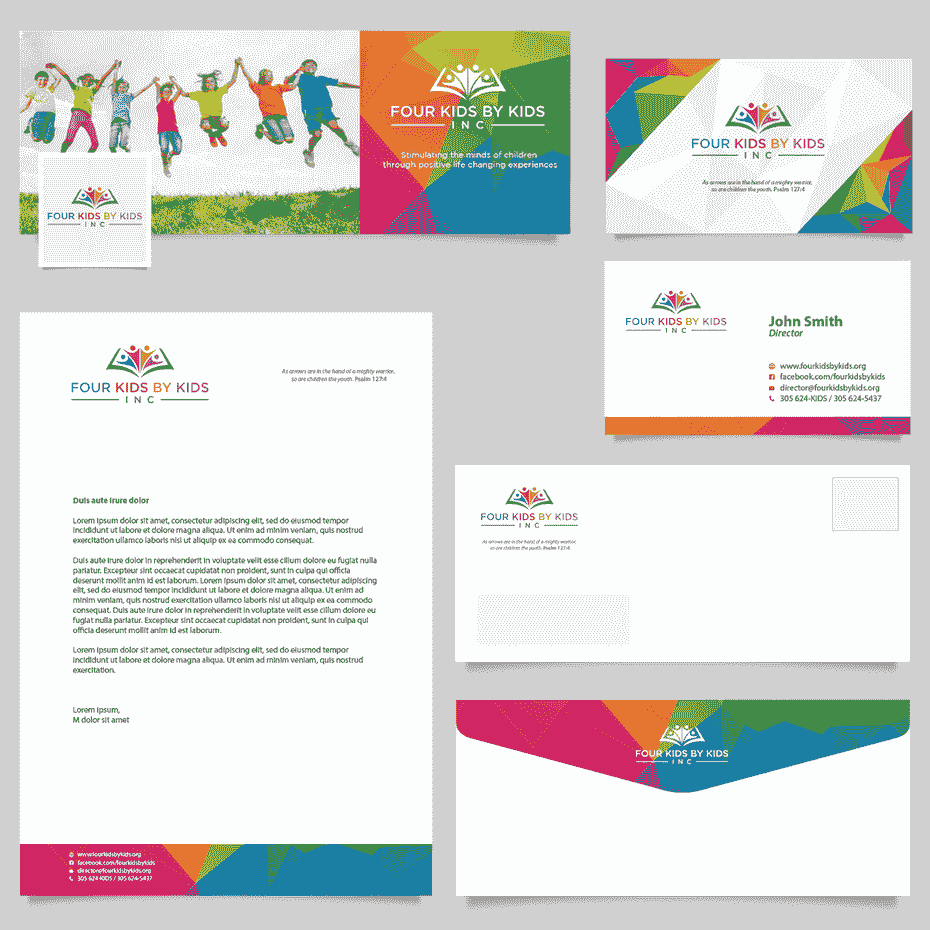 FOUR KIDS BY KIDS
INC
Stimulating the minds of children
through positive life changing experiences
FOUR KIDS BY KIDS
INC
FOUR KIDS BY KIDS
INC
As arrows are in the hand of a mighty warrior,
so are children the youth. Psalm 127:4
FOUR KIDS BY KIDS
INC
John Smith
Director
www.fourkidsbykids.org
facebook.com/fourkidsbykids
director@fourkidsbykids.org
305 624-KIDS / 305 624-5437
FOUR KIDS BY KIDS
INC
As arrows are in the hand of a mighty warrior,
so are children the youth. Psalm 127:4
Duis aute irure dolor
Lorem ipsum dolor sit amet, consectetur adipiscing elit, sed do eiusmod tempor
incididunt ut labore et dolore magna aliqua. Ut enim ad minim veniam, quis nostrud
exercitation ullamco laboris nisi ut aliquip ex ea commodo consequat.
Duis aute irure dolor in reprehenderit in voluptate velit esse cillum dolore eu fugiat nulla
pariatur. Excepteur sint occaecat cupidatat non proident, sunt in culpa qui officia
deserunt mollit anim id est laborum. Lorem ipsum dolor sit amet, consectetur adipiscing
elit, sed do eiusmod tempor incididunt ut labore et dolore magna aliqua. Ut enim ad
minim veniam, quis nostrud exercitation ullamco laboris nisi ut aliquip ex ea commodo
consequat. Duis aute irure dolor in reprehenderit in voluptate velit esse cillum dolore eu
fugiat nulla pariatur. Excepteur sint occaecat cupidatat non proident, sunt in culpa qui
officia deserunt mollit anim id est laborum.
Lorem ipsum dolor sit amet, consectetur adipiscing elit, sed do eiusmod tempor
incididunt ut labore et dolore magna aliqua. Ut enim ad minim veniam, quis nostrud
exercitation.
Lorem ipsum,
M dolor sit amet
www.fourkidsbykids.org
facebook.com/fourkidsbykids
director@fourkidsbykids.org
305 624-KIDS / 305 624-5437
FOUR KIDS BY KIDS
INC
As arrows are in the hand of a mighty warrior,
so are children the youth. Psalm 127:4
FOUR KIDS BY KIDS
INC